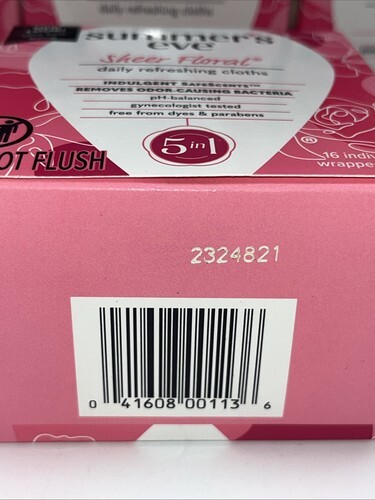 daily refreshing cloths
summer's
eve
Sheer Floral®
daily refreshing cloths
INDULGENT SAFESCENTS™
REMOVES ODOR-CAUSING BACTERIA
pH-balanced
gynecologist tested
free from dyes & parabens
5 in 1
OT FLUSH
®
16 indiv
wrappe
2324821
0 41608 00113 6